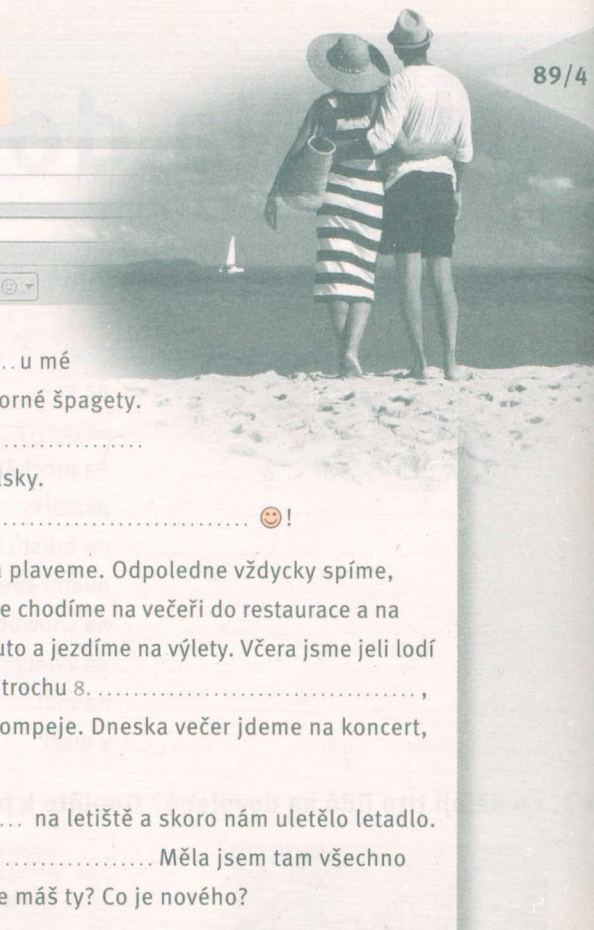 89/4
..u mé
orné špagety.
...............
lsky.
............................ !
a plaveme. Odpoledne vždycky spíme,
e chodíme na večeři do restaurace a na
uto a jezdíme na výlety. Včera jsme jeli lodí
trochu 8. .................................... ,
ompeje. Dneska večer jdeme na koncert,
... na letiště a skoro nám uletělo letadlo.
................ Měla jsem tam všechno
e máš ty? Co je nového?